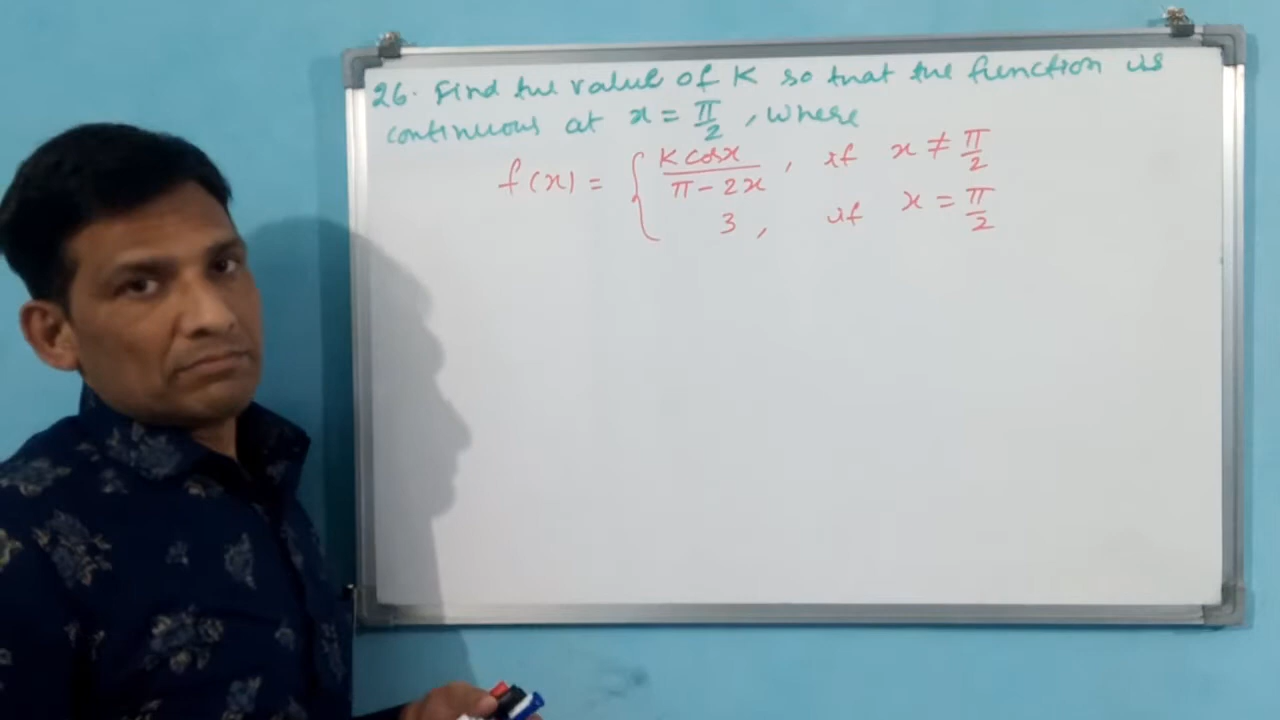 26. Find the value of K so that the function is
continuous at x = π/2, where
f(x) = { K cosx / π - 2x , if x ≠ π/2
3, if x = π/2